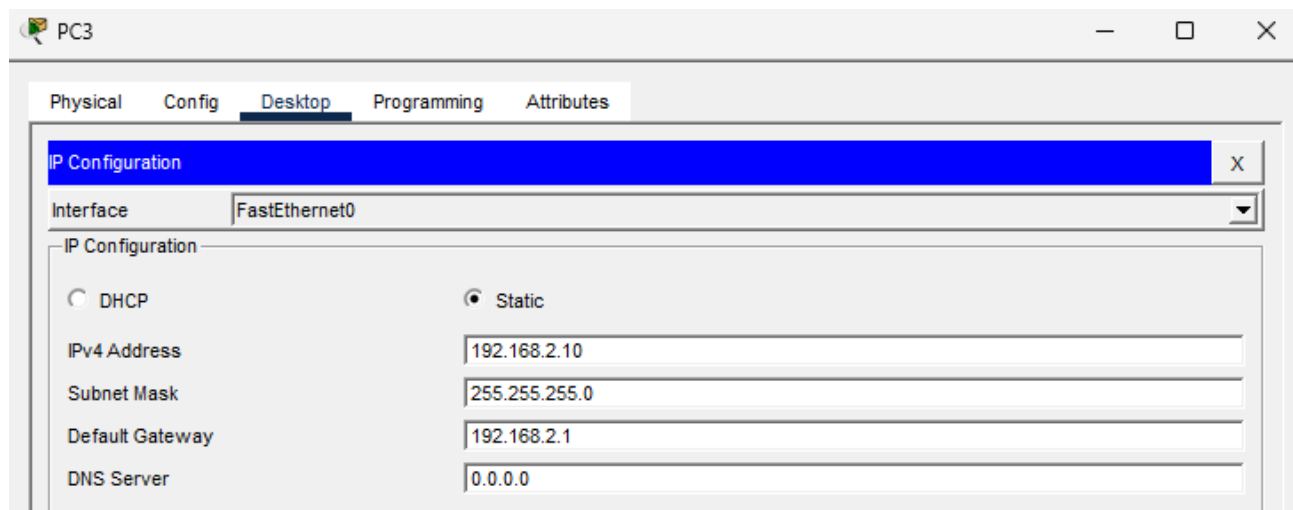 PC3
Physical Config Desktop Programming Attributes
IP Configuration X
Interface FastEthernet0
IP Configuration
DHCP Static
IPv4 Address 192.168.2.10
Subnet Mask 255.255.255.0
Default Gateway 192.168.2.1
DNS Server 0.0.0.0